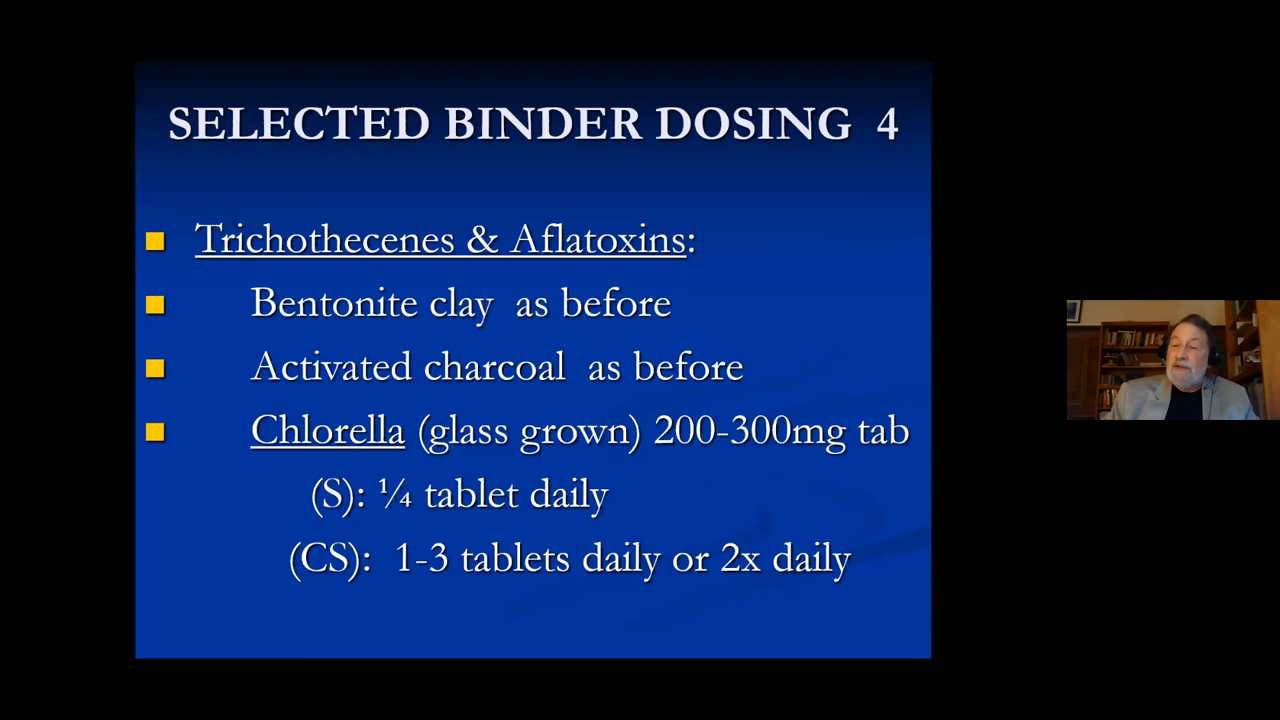 SELECTED BINDER DOSING 4
Trichothecenes & Aflatoxins:
Bentonite clay as before
Activated charcoal as before
Chlorella (glass grown) 200-300mg tab
(S): ¼ tablet daily
(CS): 1-3 tablets daily or 2x daily